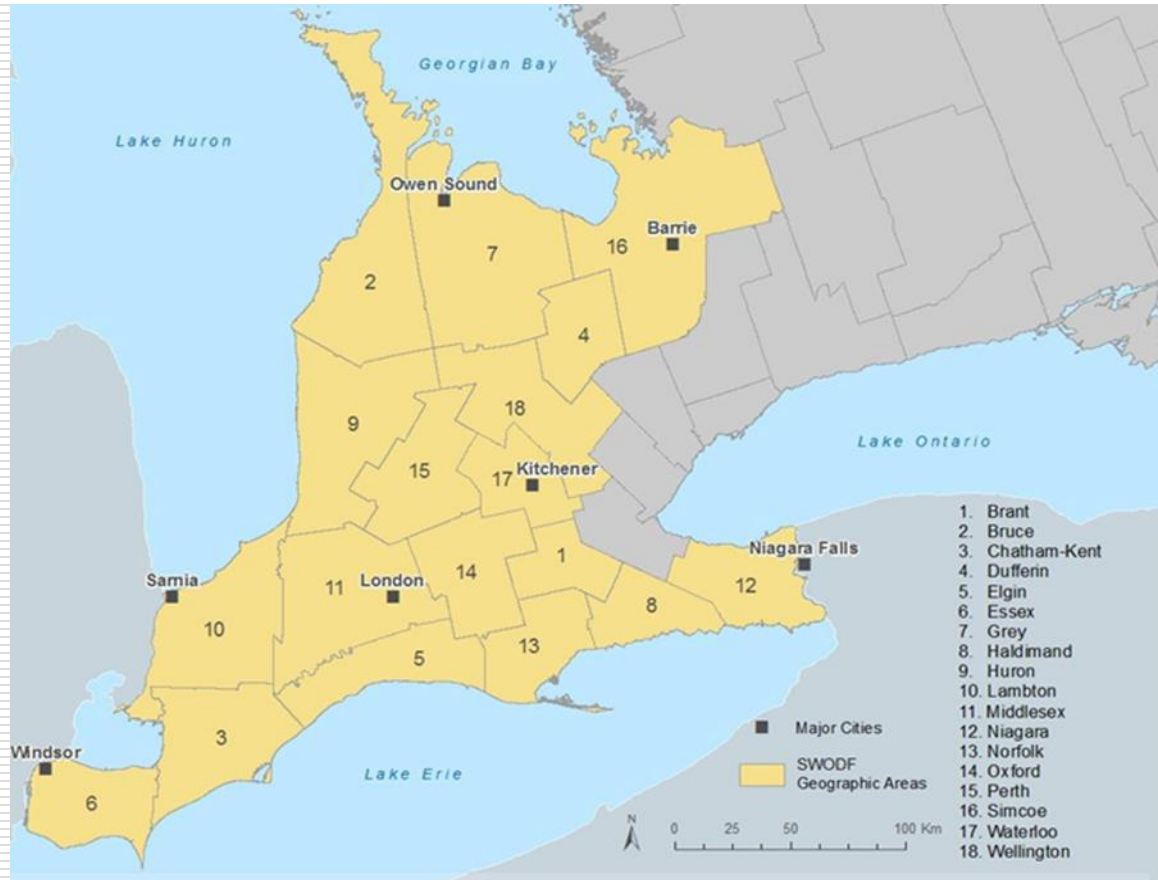 Georgian Bay
Lake Huron
Owen Sound
Barrie
16
7
2
4
18
9
Lake Ontario
15
Kitchener
17
Niagara Falls
1
Sarnia
London
14
11
12
8
10
13
5
3
Windsor
Lake Erie
6
1. Brant
2. Bruce
3. Chatham-Kent
4. Dufferin
5. Elgin
6. Essex
7. Grey
8. Haldimand
9. Huron
10. Lambton
11. Middlesex
12. Niagara
13. Norfolk
14. Oxford
15. Perth
16. Simcoe
17. Waterloo
18. Wellington
Major Cities
SWODF
Geographic Areas
N
0 25 50 100 Km